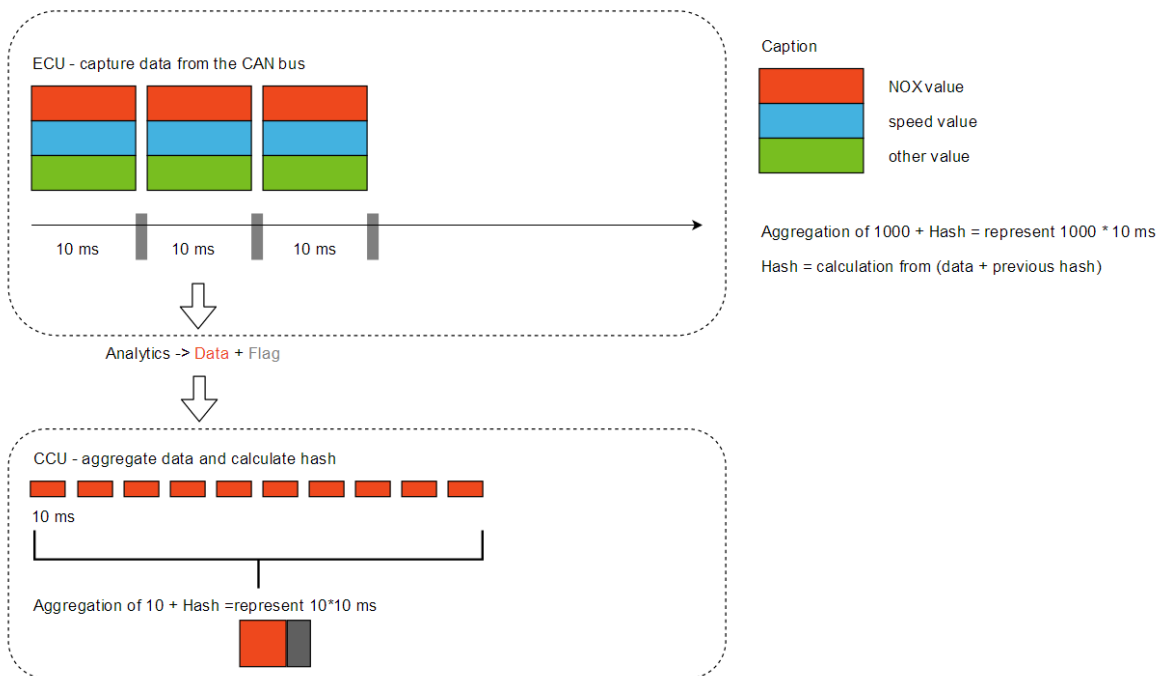 ECU - capture data from the CAN bus
10 ms
10 ms
10 ms
Analytics -> Data + Flag
CCU - aggregate data and calculate hash
10 ms
Aggregation of 10 + Hash =represent 10*10 ms
Caption
NOX value
speed value
other value
Aggregation of 1000 + Hash = represent 1000 * 10 ms
Hash = calculation from (data + previous hash)